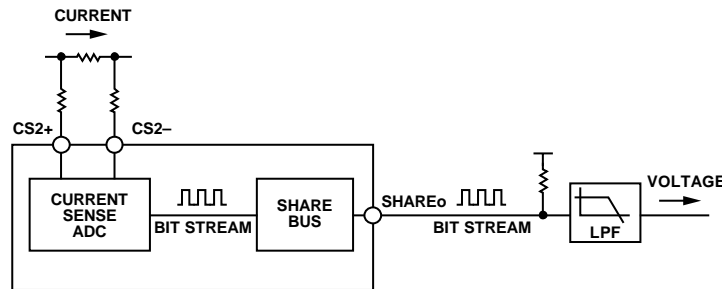 CURRENT
CS2+
CS2–
CURRENT
SENSE
ADC
BIT STREAM
SHARE
BUS
SHAREo
BIT STREAM
LPF
VOLTAGE